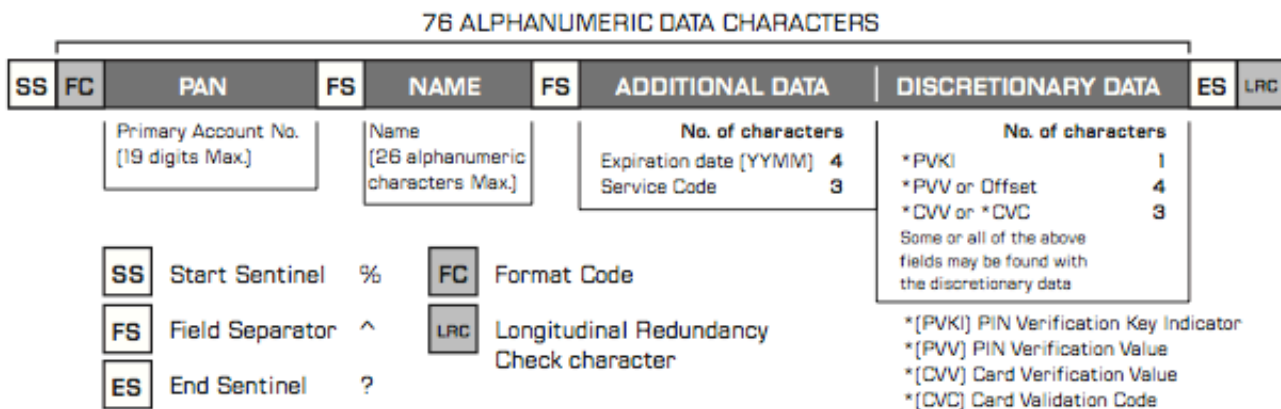 76 ALPHANUMERIC DATA CHARACTERS
SS FC PAN FS NAME FS ADDITIONAL DATA DISCRETIONARY DATA ES LRC
Primary Account No.
(19 digits Max.)
Name
(26 alphanumeric
characters Max.)
No. of characters
Expiration date (YYMM) 4
Service Code 3
No. of characters
*PVKI 1
*PVV or Offset 4
*CVV or *CVC 3
Some or all of the above
fields may be found with
the discretionary data
SS Start Sentinel %
FS Field Separator ^
ES End Sentinel ?
FC Format Code
LRC Longitudinal Redundancy
Check character
*(PVKI) PIN Verification Key Indicator
*(PVV) PIN Verification Value
*(CVV) Card Verification Value
*(CVC) Card Validation Code